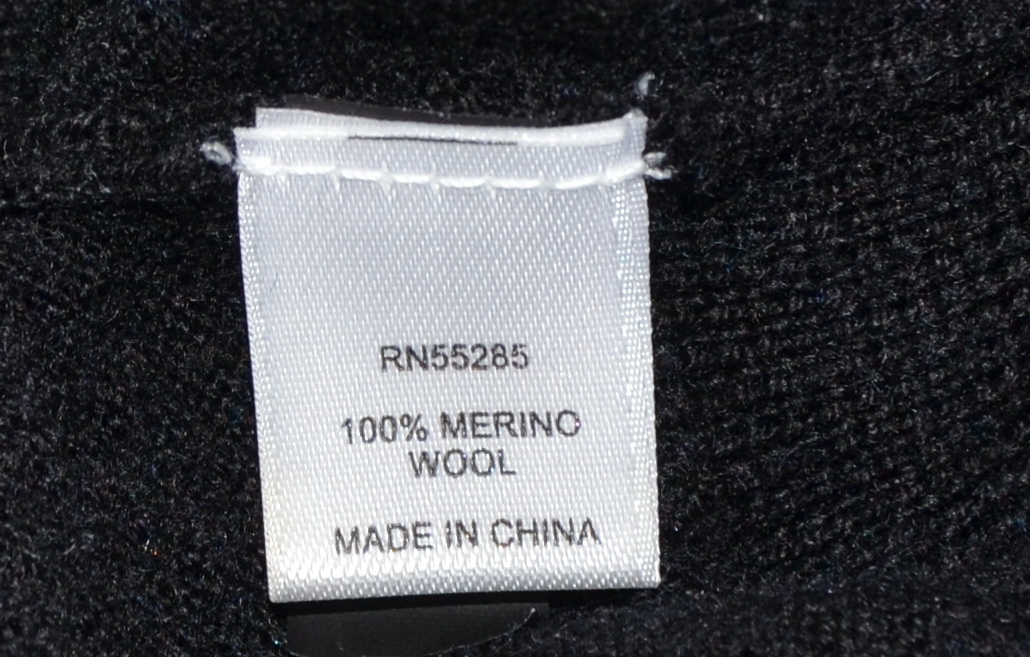 RN55285
100% MERINO
WOOL
MADE IN CHINA